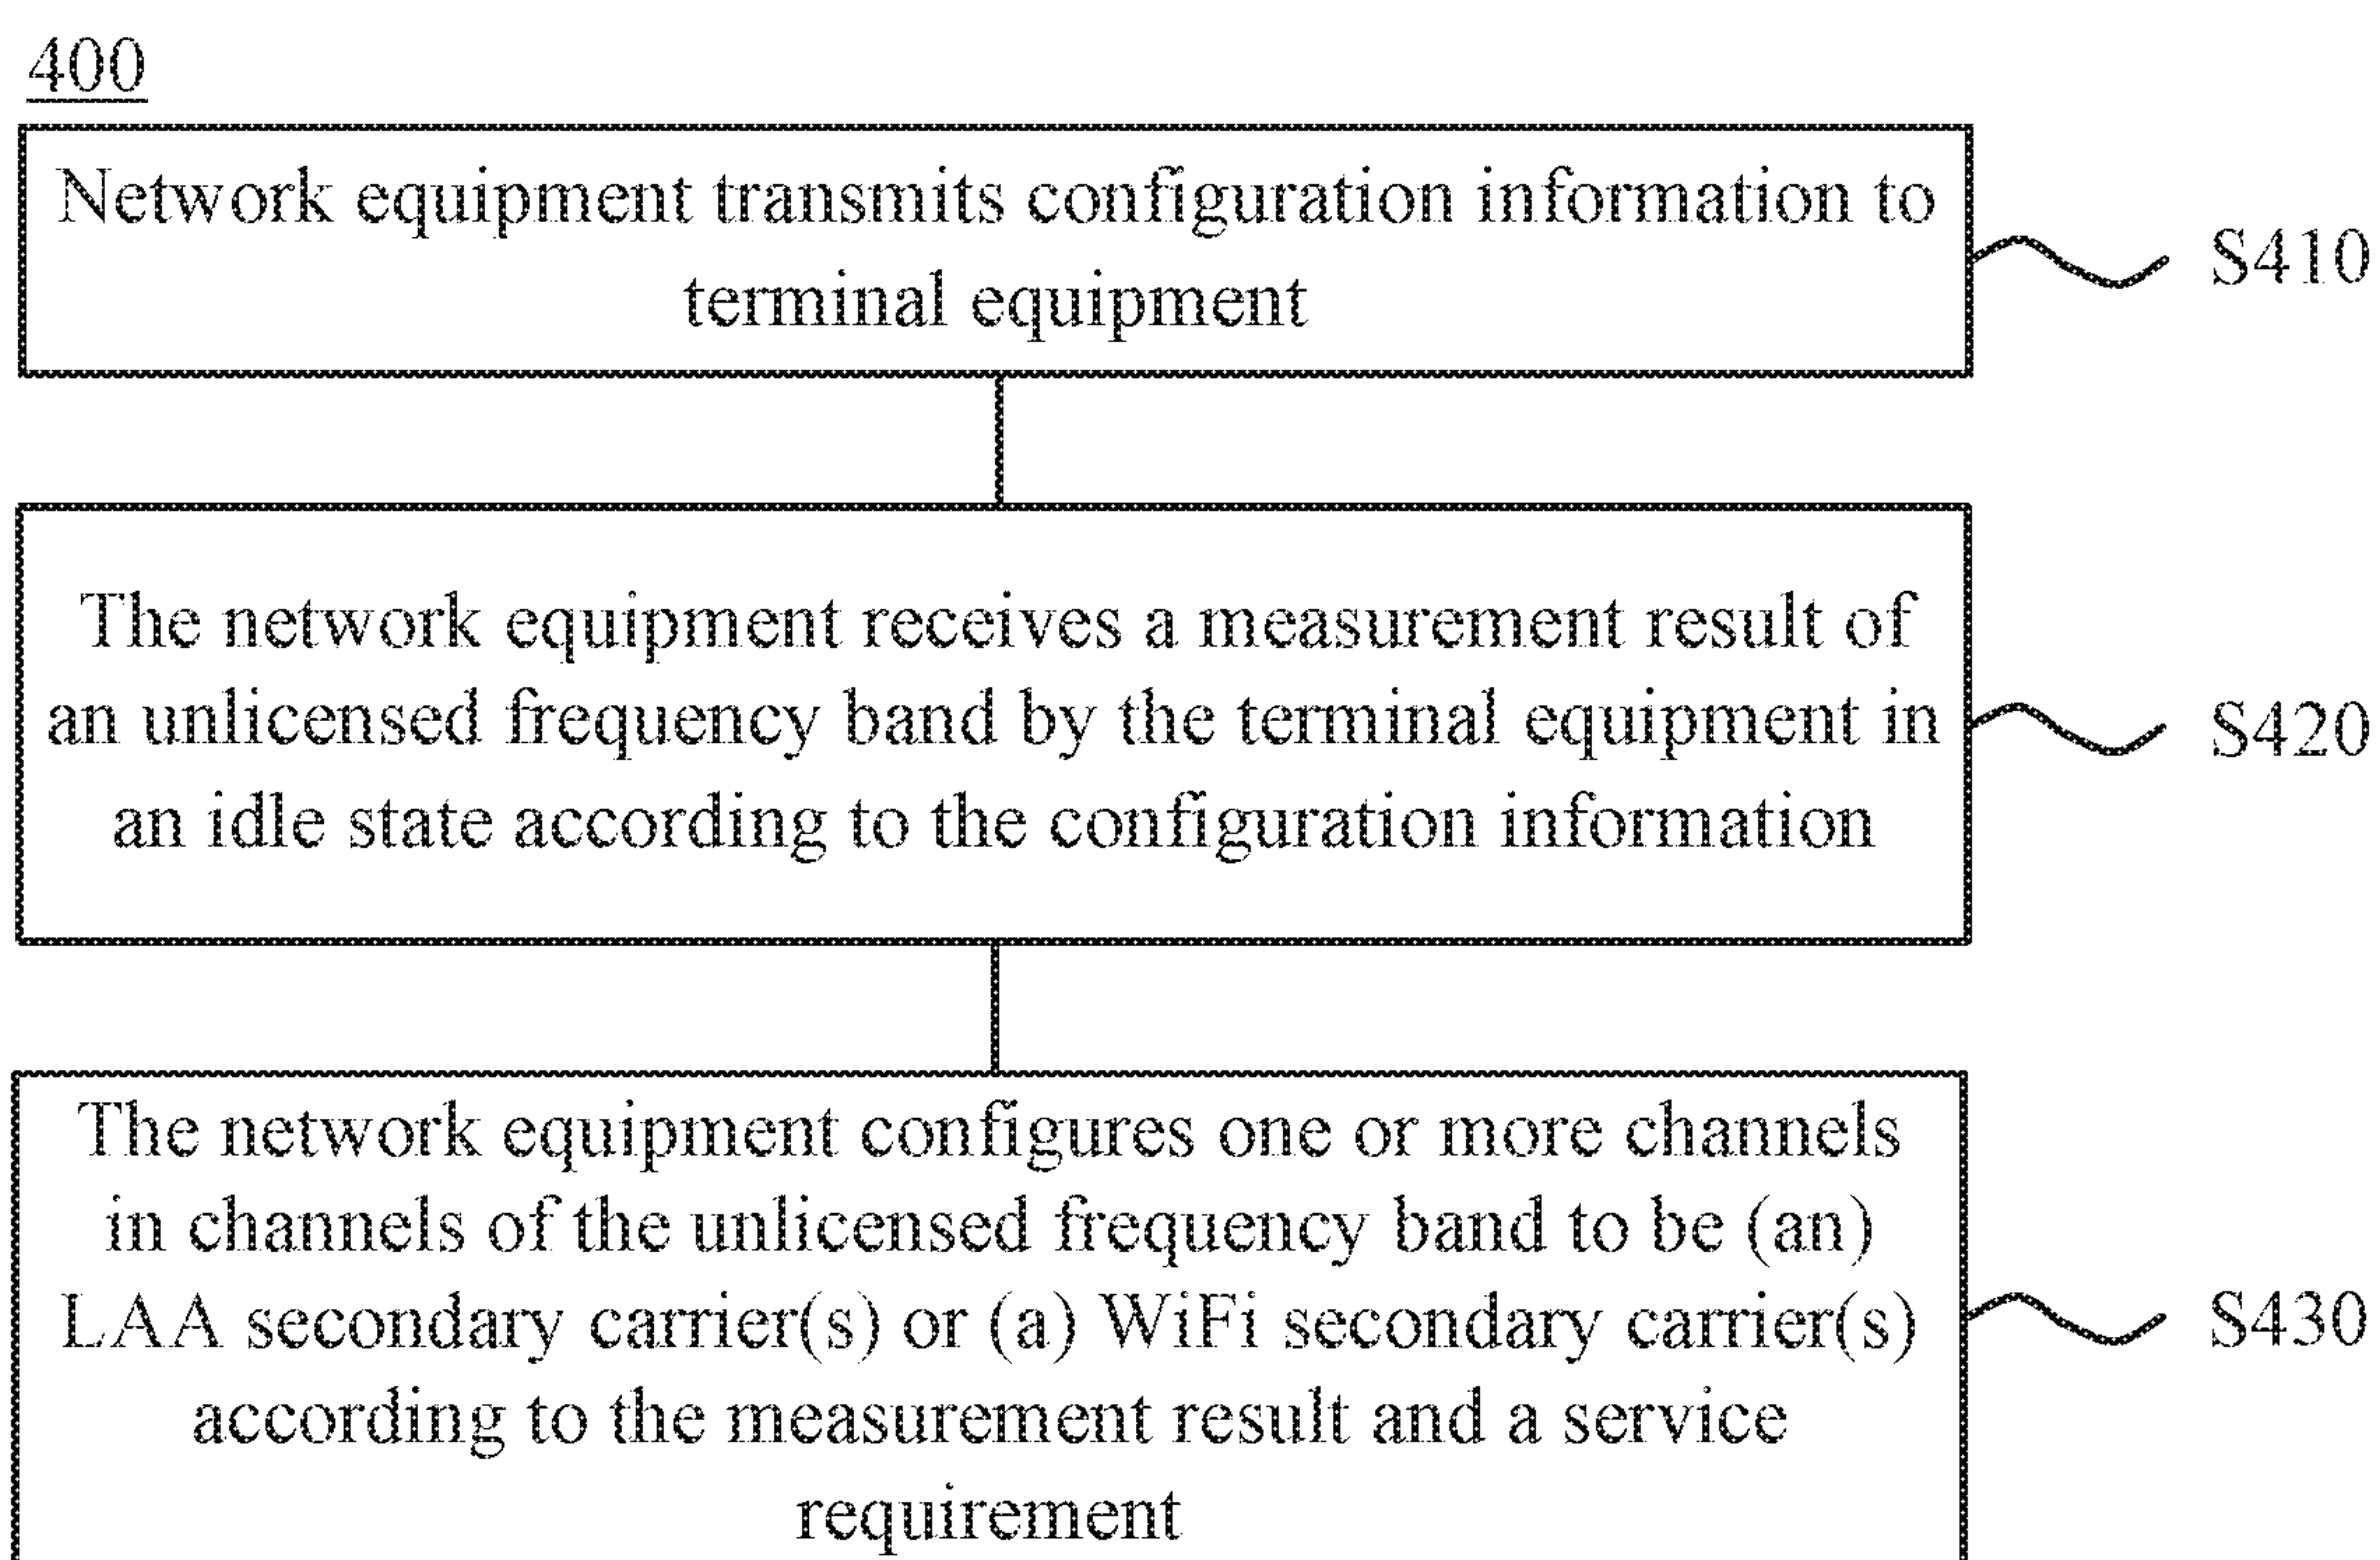 400
Network equipment transmits configuration information to
terminal equipment
S410
The network equipment receives a measurement result of
an unlicensed frequency band by the terminal equipment in
an idle state according to the configuration information
S420
The network equipment configures one or more channels
in channels of the unlicensed frequency band to be (an)
LAA secondary carrier(s) or (a) WiFi secondary carrier(s)
according to the measurement result and a service
requirement
S430